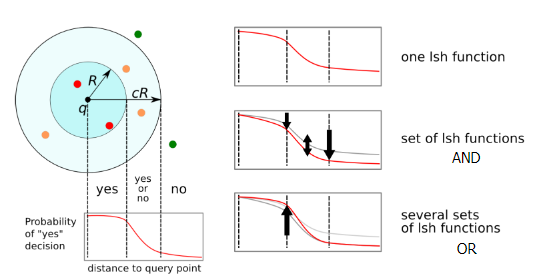 R
cR
q
yes
yes
or
no
no
Probability
of "yes"
decision
distance to query point
one lsh function
set of lsh functions
AND
several sets
of lsh functions
OR